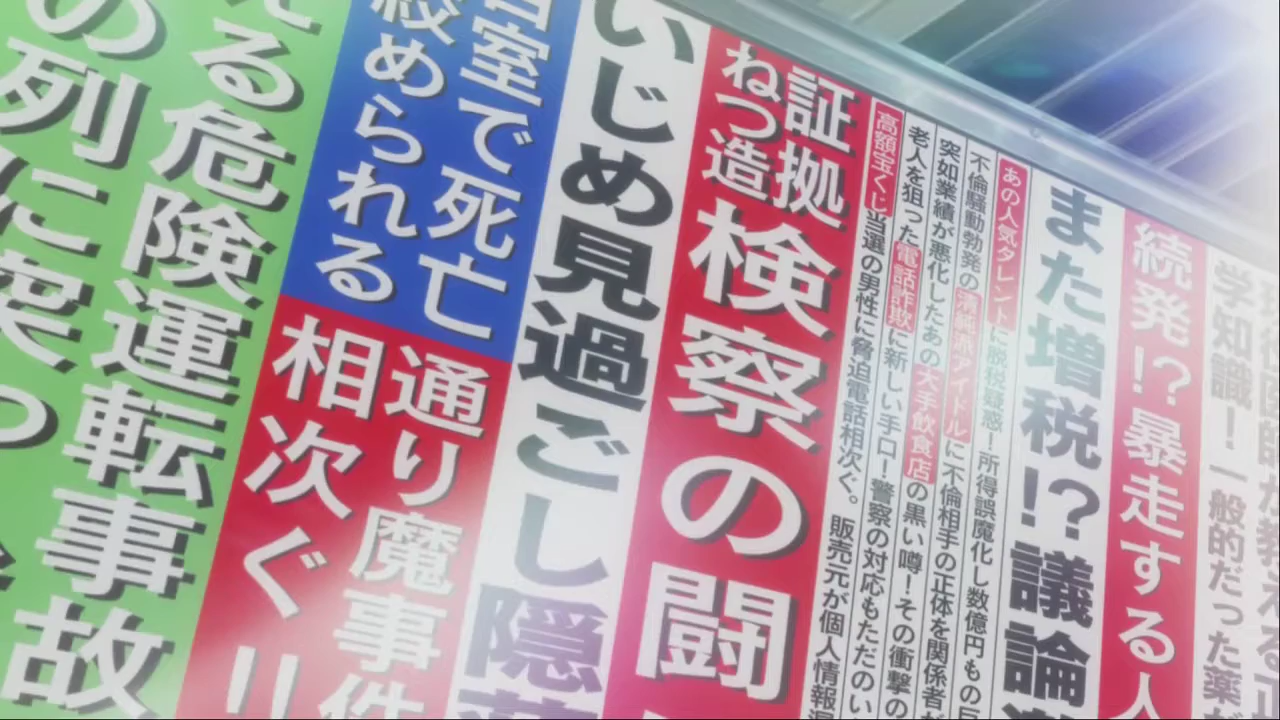 学知識！一般的だった薬
続発!?暴走する人
また増税!?議論
あの人気タレントに脱税疑惑！所得誤魔化し数億円もの巨
不倫騒動勃発の清純派アイドルに不倫相手の正体を関係者が
突如業績が悪化したあの大手飲食店の黒い噂！その衝撃の
老人を狙った電話詐欺に新しい手口！警察の対応もただのい
高額宝くじ当選の男性に脅迫電話相次ぐ。販売元が個人情報漏
証拠
ねつ造
検察の闘
いじめ見過ごし隠
室で死亡
絞められる
通り魔事件
相次ぐ!!
える危険運転事故
の列に突っ